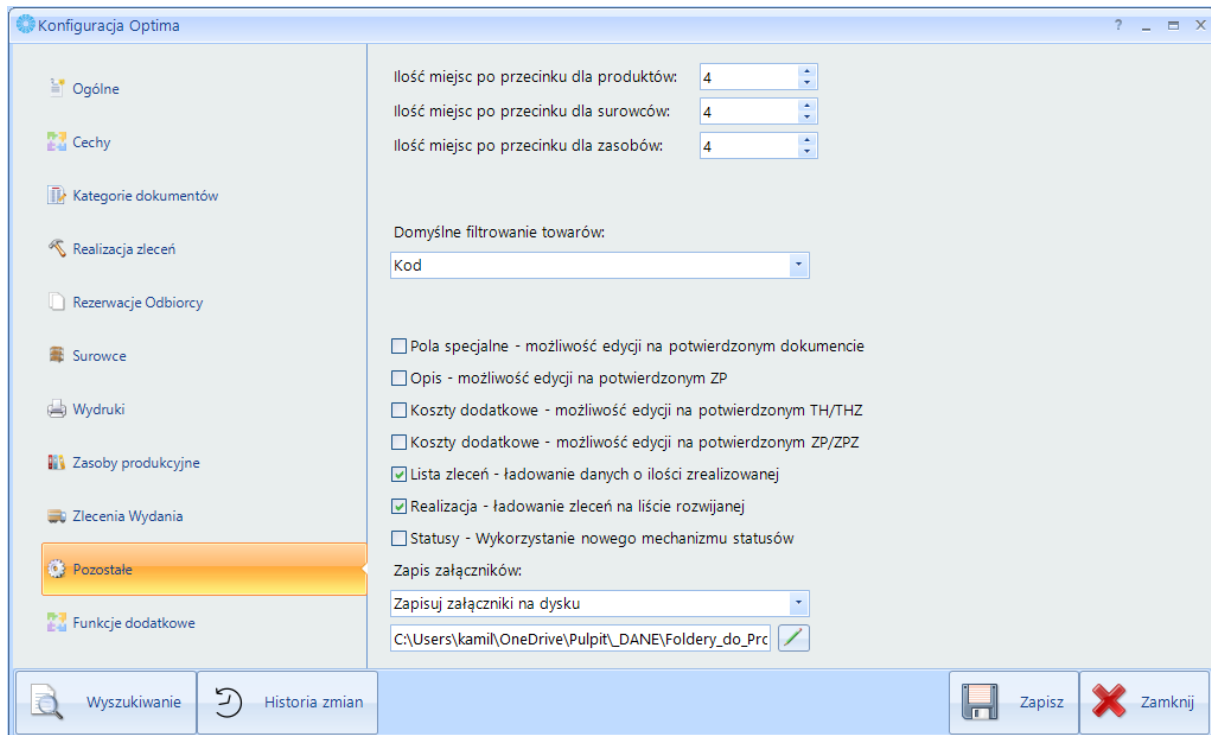 Konfiguracja Optima
Ogólne
Cechy
Kategorie dokumentów
Realizacja zleceń
Rezerwacje Odbiorcy
Surowce
Wydruki
Zasoby produkcyjne
Zlecenia Wydania
Pozostałe
Funkcje dodatkowe
Ilość miejsc po przecinku dla produktów: 4
Ilość miejsc po przecinku dla surowców: 4
Ilość miejsc po przecinku dla zasobów: 4
Domyślne filtrowanie towarów:
Kod
Pola specjalne - możliwość edycji na potwierdzonym dokumencie
Opis - możliwość edycji na potwierdzonym ZP
Koszty dodatkowe - możliwość edycji na potwierdzonym TH/THZ
Koszty dodatkowe - możliwość edycji na potwierdzonym ZP/ZPZ
Lista zleceń - ładowanie danych o ilości zrealizowanej
Realizacja - ładowanie zleceń na liście rozwijanej
Statusy - Wykorzystanie nowego mechanizmu statusów
Zapis załączników:
Zapisuj załączniki na dysku
C:\Users\kamil\OneDrive\Pulpit\_DANE\Foldery_do_Prc
Wyszukiwanie
Historia zmian
Zapisz
Zamknij